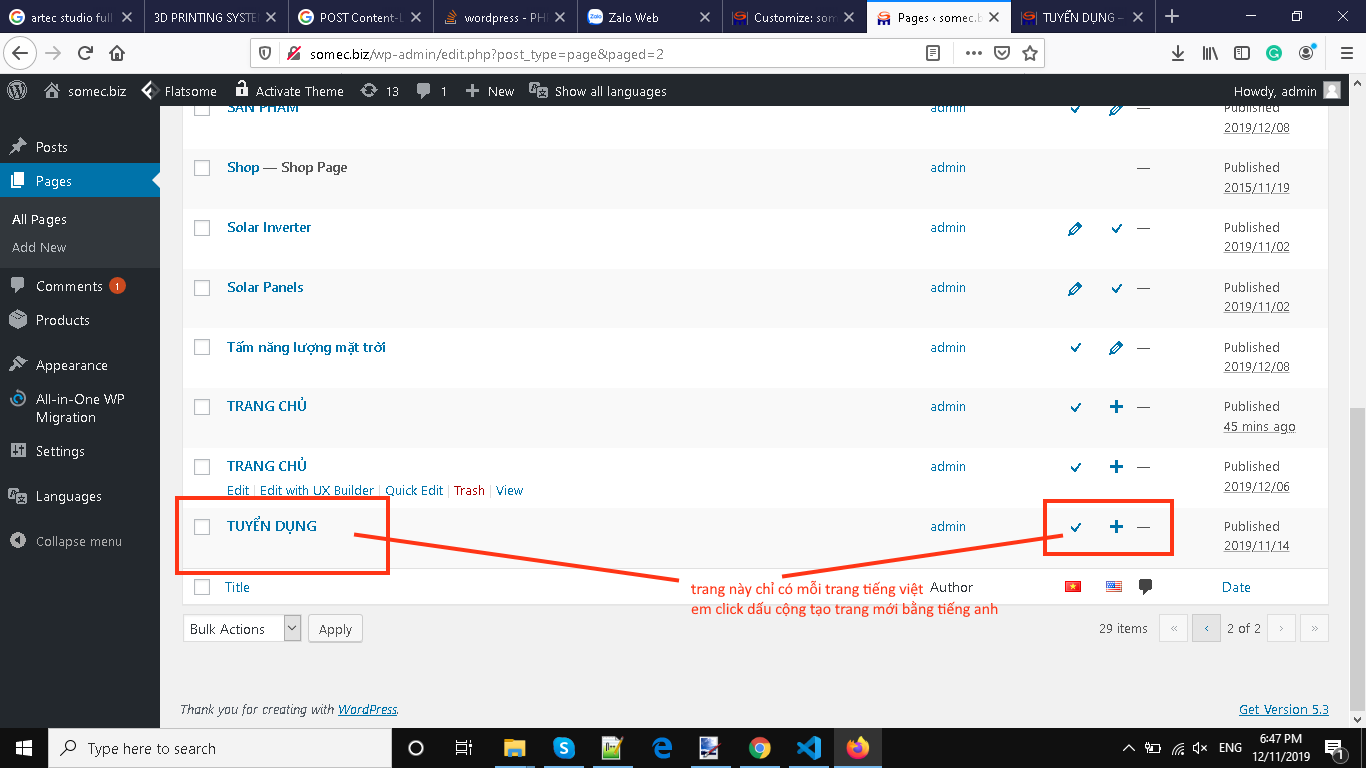 artec studio full
3D PRINTING SYSTEM
POST Content-L
wordpress - PH
Zalo Web
Customize: som
Pages ‹ somec.b
TUYỂN DỤNG –
somec.biz/wp-admin/edit.php?post_type=page&paged=2
somec.biz Flatsome Activate Theme 13 1 New Show all languages Howdy, admin
Posts
Pages
All Pages
Add New
Comments 1
Products
Appearance
All-in-One WP
Migration
Settings
Languages
Collapse menu
SẢN PHẨM admin — Published
2019/12/08
Shop — Shop Page admin — Published
2015/11/19
Solar Inverter admin — Published
2019/11/02
Solar Panels admin — Published
2019/11/02
Tấm năng lượng mặt trời admin — Published
2019/12/08
TRANG CHỦ admin — Published
45 mins ago
TRANG CHỦ admin — Published
Edit | Edit with UX Builder | Quick Edit | Trash | View 2019/12/06
TUYỂN DỤNG admin — Published
2019/11/14
Title Author Date
trang này chỉ có mỗi trang tiếng việt
em click dấu cộng tạo trang mới bằng tiếng anh
Bulk Actions Apply 29 items « ‹ 2 of 2 › »
Thank you for creating with WordPress. Get Version 5.3
Type here to search
ENG
6:47 PM
12/11/2019
1